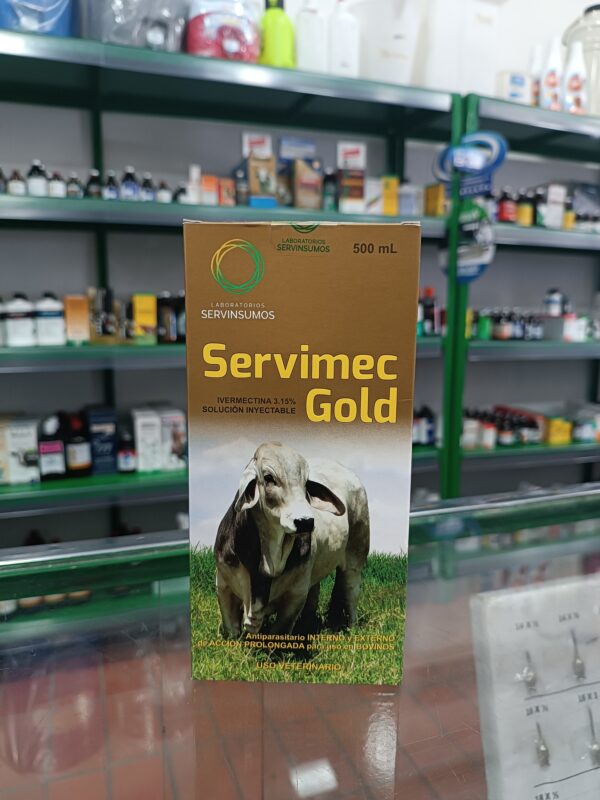 LABORATORIOS
SERVINSUMOS
500 mL
LABORATORIOS
SERVINSUMOS
Servimec
Gold
IVERMECTINA 3.15%
SOLUCIÓN INYECTABLE
Antiparasitario INTERNO y EXTERNO
de ACCIÓN PROLONGADA para uso en BOVINOS
USO VETERINARIO